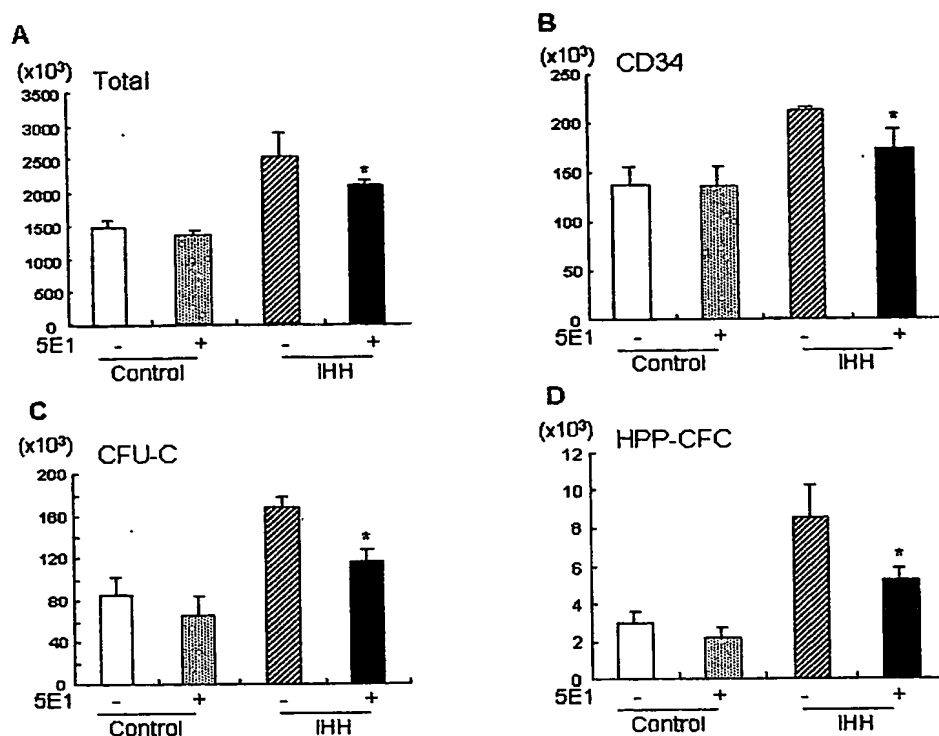 A
(x10³)
Total
3500
3000
2500
2000
1500
1000
500
0
*
5E1 - + - +
Control IHH
B
(x10³)
CD34
250
200
150
100
50
0
*
5E1 - + - +
Control IHH
C
(x10³)
CFU-C
200
160
120
80
40
0
*
5E1 - + - +
Control IHH
D
(x10³)
HPP-CFC
12
10
8
6
4
2
0
*
5E1 - + - +
Control IHH